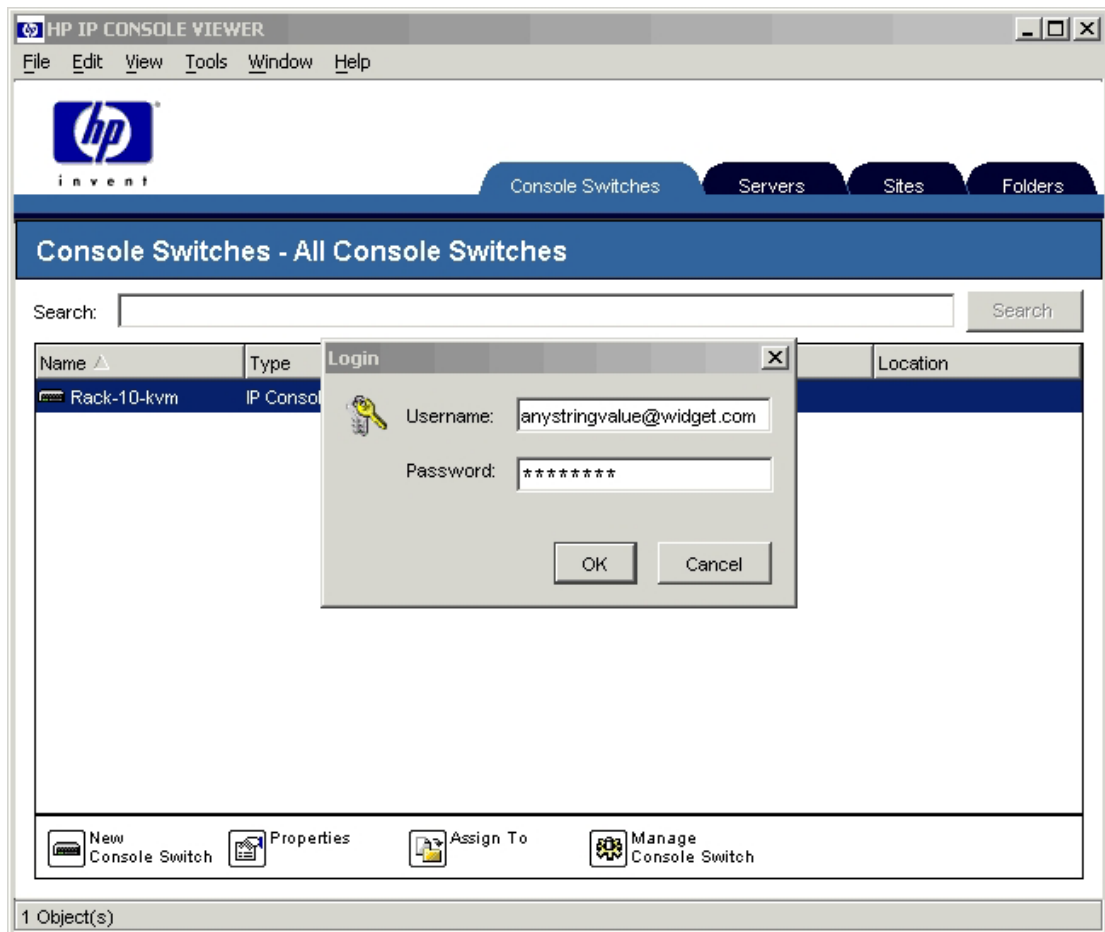 HP IP CONSOLE VIEWER
File Edit View Tools Window Help
hp
invent
Console Switches Servers Sites Folders
Console Switches - All Console Switches
Search: Search
Name Type Location
Rack-10-kvm IP Consol
Login
Username: anystringvalue@widget.com
Password: ********
OK Cancel
New Console Switch
Properties
Assign To
Manage Console Switch
1 Object(s)